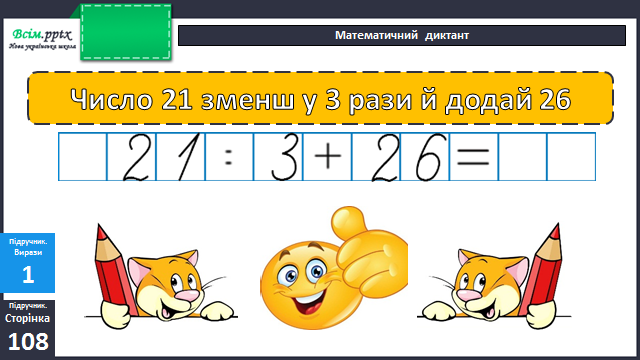 Всім.pptx
Нова українська школа
Математичний диктант
Число 21 зменш у 3 рази й додай 26
21 : 3 + 26 =
Підручник.
Вирази
1
Підручник.
Сторінка
108